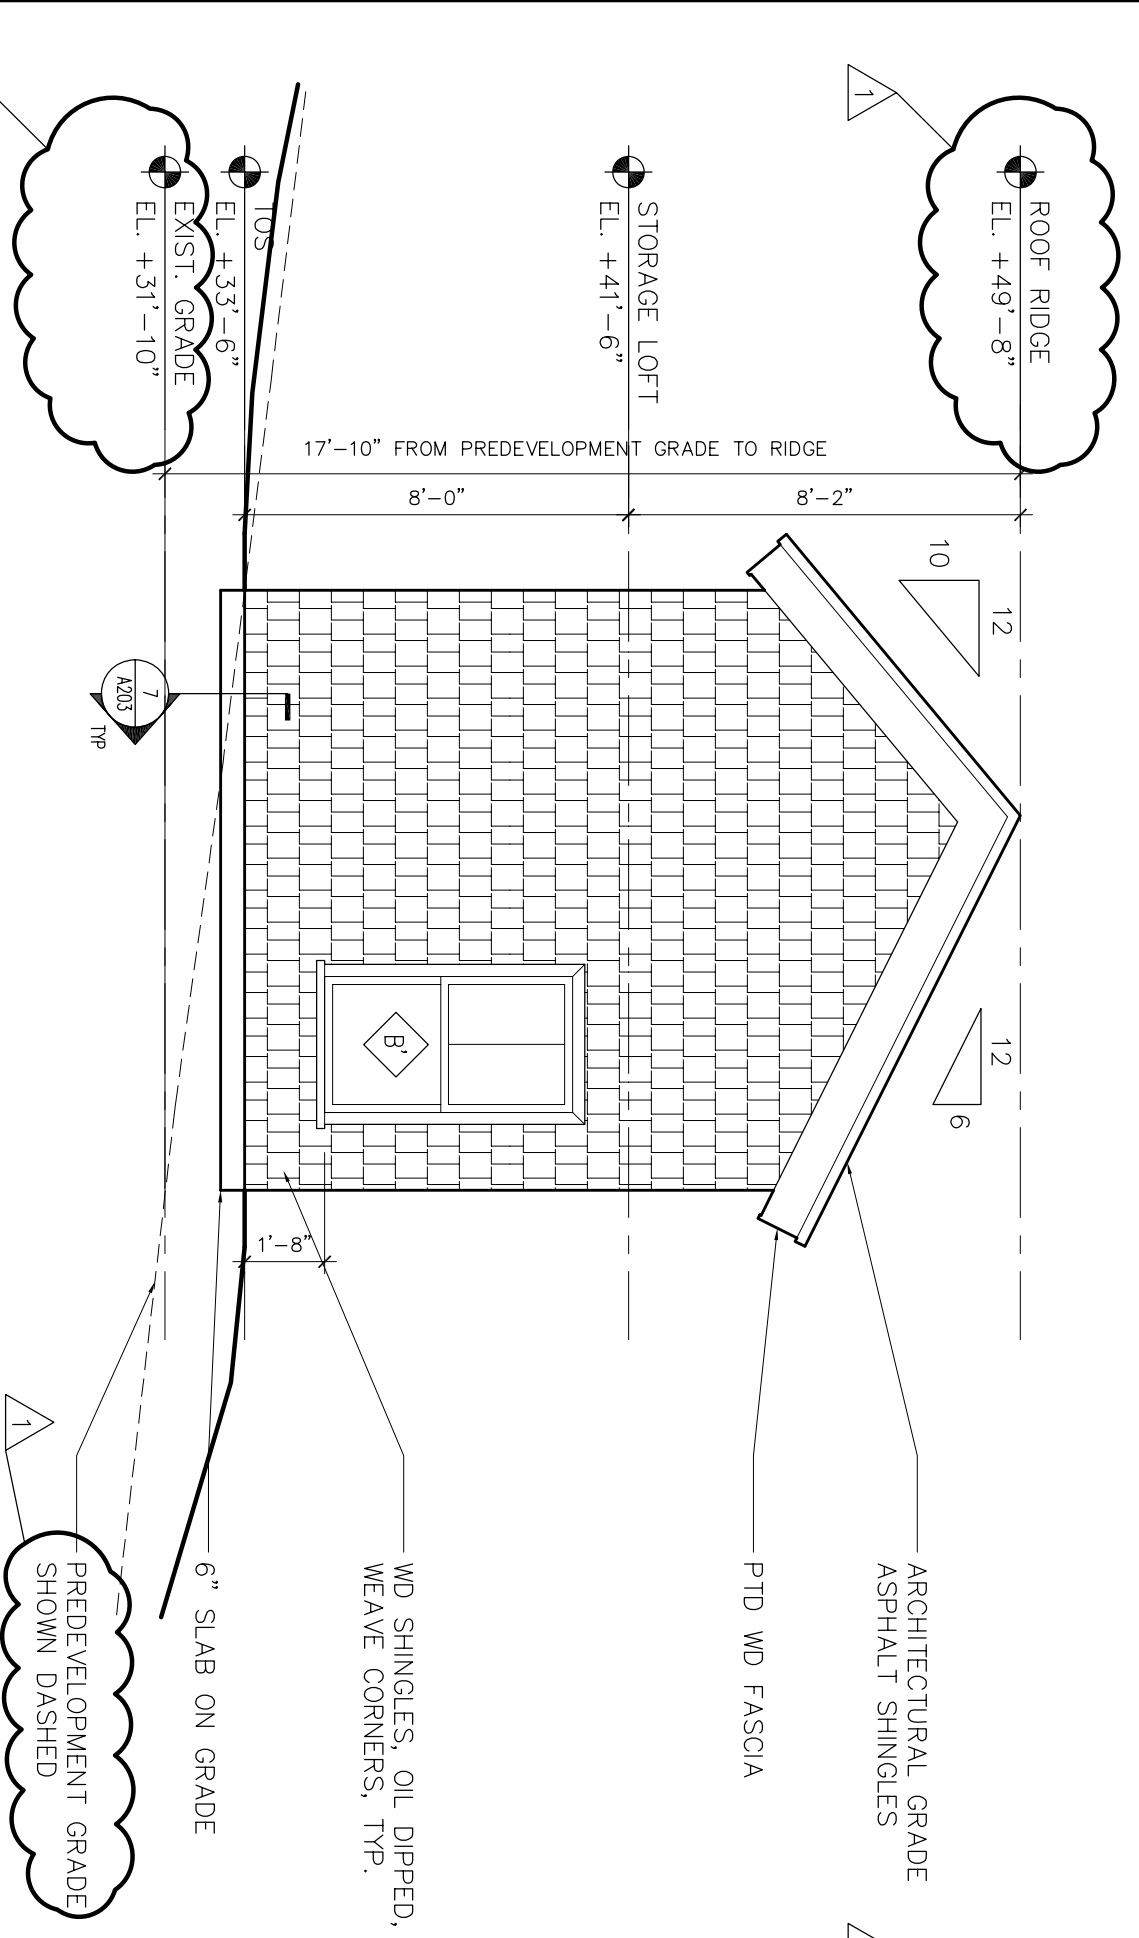 ROOF RIDGE
EL. +49'-8"
1
STORAGE LOFT
EL. +41'-6"
TOS
EL. +33'-6"
EXIST. GRADE
EL. +31'-10"
17'-10" FROM PREDEVELOPMENT GRADE TO RIDGE
8'-2"
8'-0"
10
12
12
6
7
A203
TYP
B'
1'-8"
ARCHITECTURAL GRADE
ASPHALT SHINGLES
PTD WD FASCIA
WD SHINGLES, OIL DIPPED,
WEAVE CORNERS, TYP.
6" SLAB ON GRADE
PREDEVELOPMENT GRADE
SHOWN DASHED
1